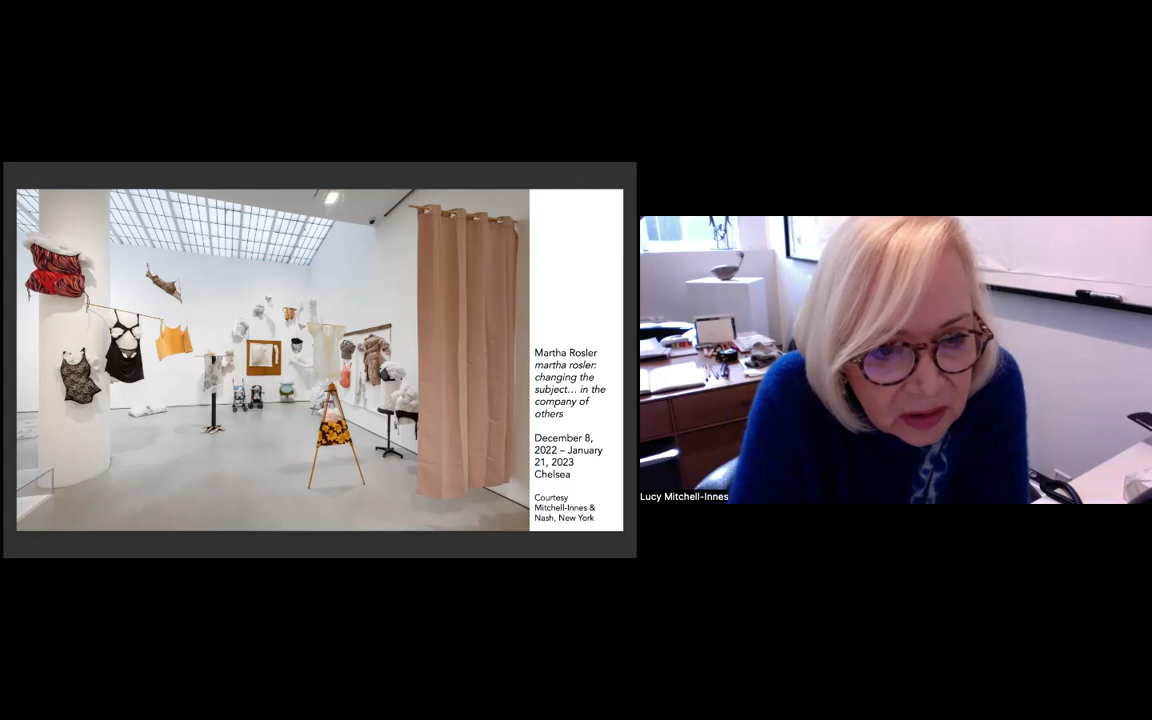 Martha Rosler
martha rosler:
changing the
subject... in the
company of
others
December 8,
2022 – January
21, 2023
Chelsea
Courtesy
Mitchell-Innes &
Nash, New York
Lucy Mitchell-Innes